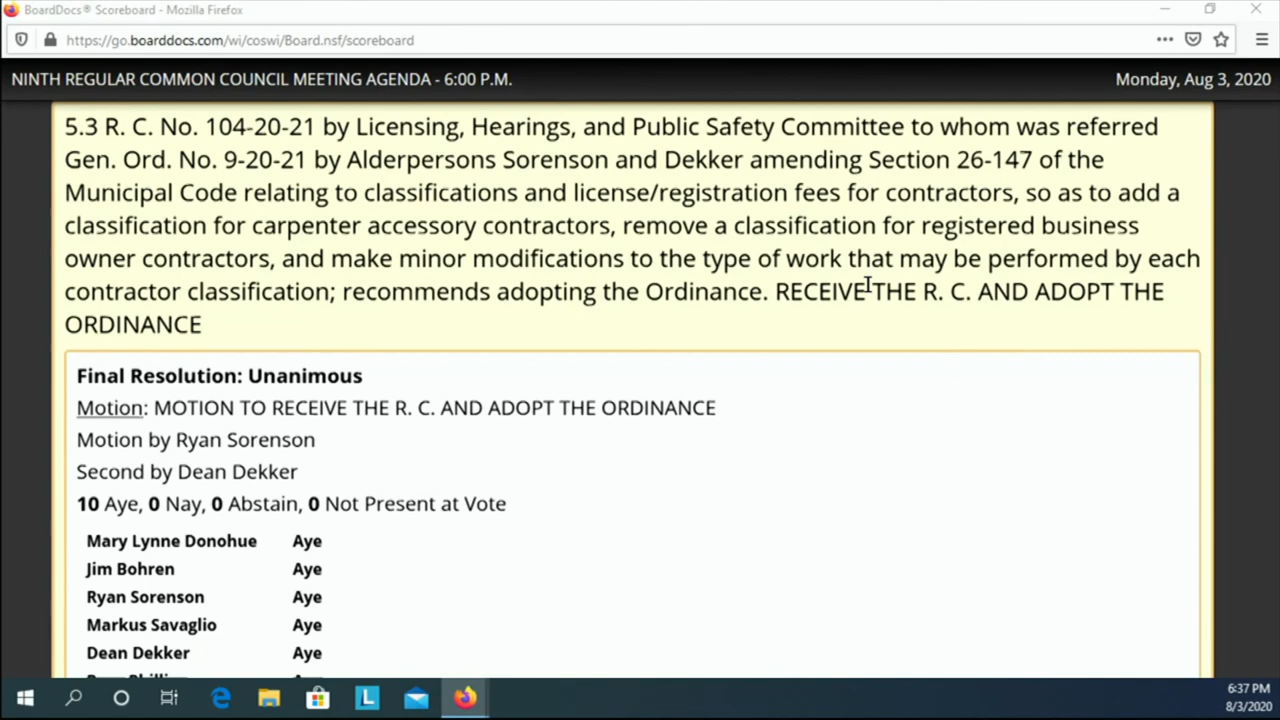 BoardDocs® Scoreboard - Mozilla Firefox
https://go.boarddocs.com/wi/coswi/Board.nsf/scoreboard
NINTH REGULAR COMMON COUNCIL MEETING AGENDA - 6:00 P.M. Monday, Aug 3, 2020
5.3 R. C. No. 104-20-21 by Licensing, Hearings, and Public Safety Committee to whom was referred
Gen. Ord. No. 9-20-21 by Alderpersons Sorenson and Dekker amending Section 26-147 of the
Municipal Code relating to classifications and license/registration fees for contractors, so as to add a
classification for carpenter accessory contractors, remove a classification for registered business
owner contractors, and make minor modifications to the type of work that may be performed by each
contractor classification; recommends adopting the Ordinance. RECEIVE THE R. C. AND ADOPT THE
ORDINANCE
Final Resolution: Unanimous
Motion: MOTION TO RECEIVE THE R. C. AND ADOPT THE ORDINANCE
Motion by Ryan Sorenson
Second by Dean Dekker
10 Aye, 0 Nay, 0 Abstain, 0 Not Present at Vote
Mary Lynne Donohue Aye
Jim Bohren Aye
Ryan Sorenson Aye
Markus Savaglio Aye
Dean Dekker Aye
6:37 PM
8/3/2020